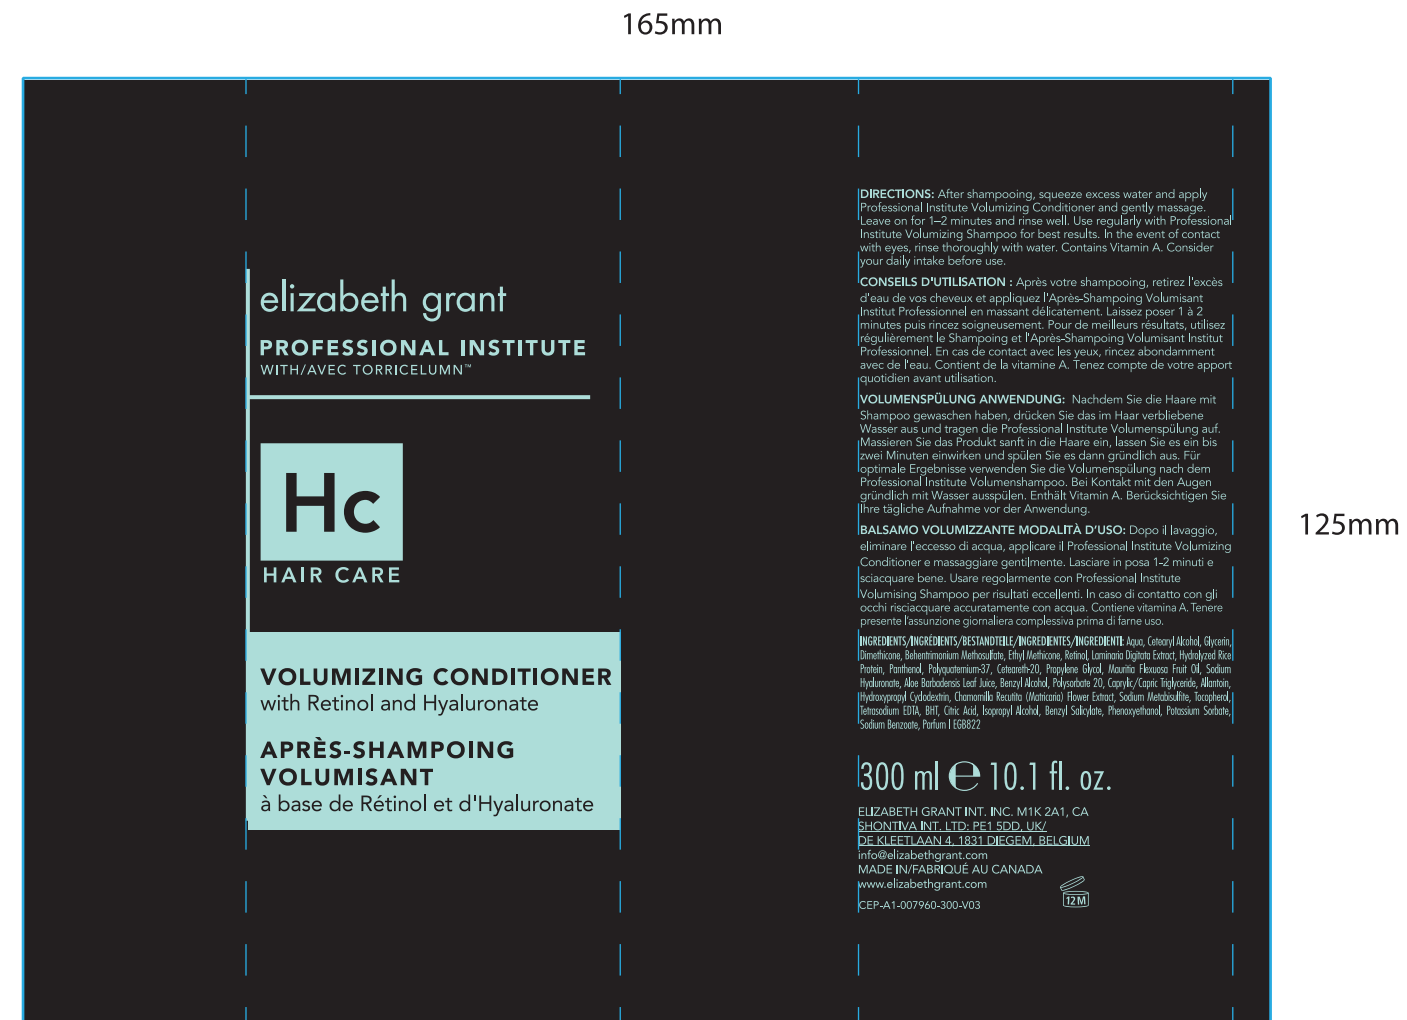 165mm
elizabeth grant
PROFESSIONAL INSTITUTE
WITH/AVEC TORRICELUMN™
Hc
HAIR CARE
VOLUMIZING CONDITIONER
with Retinol and Hyaluronate
APRÈS-SHAMPOING
VOLUMISANT
à base de Rétinol et d'Hyaluronate
DIRECTIONS: After shampooing, squeeze excess water and apply
Professional Institute Volumizing Conditioner and gently massage.
Leave on for 1–2 minutes and rinse well. Use regularly with Professional
Institute Volumizing Shampoo for best results. In the event of contact
with eyes, rinse thoroughly with water. Contains Vitamin A. Consider
your daily intake before use.
CONSEILS D'UTILISATION : Après votre shampooing, retirez l'excès
d'eau de vos cheveux et appliquez l'Après-Shampoing Volumisant
Institut Professionnel en massant délicatement. Laissez poser 1 à 2
minutes puis rincez soigneusement. Pour de meilleurs résultats, utilisez
régulièrement le Shampoing et l'Après-Shampoing Volumisant Institut
Professionnel. En cas de contact avec les yeux, rincez abondamment
avec de l'eau. Contient de la vitamine A. Tenez compte de votre apport
quotidien avant utilisation.
VOLUMENSPÜLUNG ANWENDUNG: Nachdem Sie die Haare mit
Shampoo gewaschen haben, drücken Sie das im Haar verbliebene
Wasser aus und tragen die Professional Institute Volumenspülung auf.
Massieren Sie das Produkt sanft in die Haare ein, lassen Sie es ein bis
zwei Minuten einwirken und spülen Sie es dann gründlich aus. Für
optimale Ergebnisse verwenden Sie die Volumenspülung nach dem
Professional Institute Volumenshampoo. Bei Kontakt mit den Augen
gründlich mit Wasser ausspülen. Enthält Vitamin A. Berücksichtigen Sie
Ihre tägliche Aufnahme vor der Anwendung.
BALSAMO VOLUMIZZANTE MODALITÀ D'USO: Dopo il lavaggio,
eliminare l'eccesso di acqua, applicare il Professional Institute Volumizing
Conditioner e massaggiare gentilmente. Lasciare in posa 1-2 minuti e
sciacquare bene. Usare regolarmente con Professional Institute
Volumising Shampoo per risultati eccellenti. In caso di contatto con gli
occhi risciacquare accuratamente con acqua. Contiene vitamina A. Tenere
presente l'assunzione giornaliera complessiva prima di farne uso.
INGREDIENTS/INGRÉDIENTS/BESTANDTEILE/INGREDIENTES/INGREDIENTI: Aqua, Cetearyl Alcohol, Glycerin,
Dimethicone, Behentrimonium Methosulfate, Ethyl Methicone, Retinol, Laminaria Digitata Extract, Hydrolyzed Rice
Protein, Panthenol, Polyquaternium-37, Ceteareth-20, Propylene Glycol, Mauritia Flexuosa Fruit Oil, Sodium
Hyaluronate, Aloe Barbadensis Leaf Juice, Benzyl Alcohol, Polysorbate 20, Caprylic/Capric Triglyceride, Allantoin,
Hydroxypropyl Cyclodextrin, Chamomilla Recutita (Matricaria) Flower Extract, Sodium Metabisulfite, Tocopherol,
Tetrasodium EDTA, BHT, Citric Acid, Isopropyl Alcohol, Benzyl Salicylate, Phenoxyethanol, Potassium Sorbate,
Sodium Benzoate, Parfum l EGB822
300 ml ℮ 10.1 fl. oz.
ELIZABETH GRANT INT. INC. M1K 2A1, CA
SHONTIVA INT. LTD: PE1 5DD, UK/
DE KLEETLAAN 4, 1831 DIEGEM, BELGIUM
info@elizabethgrant.com
MADE IN/FABRIQUÉ AU CANADA
www.elizabethgrant.com
12M
CEP-A1-007960-300-V03
125mm